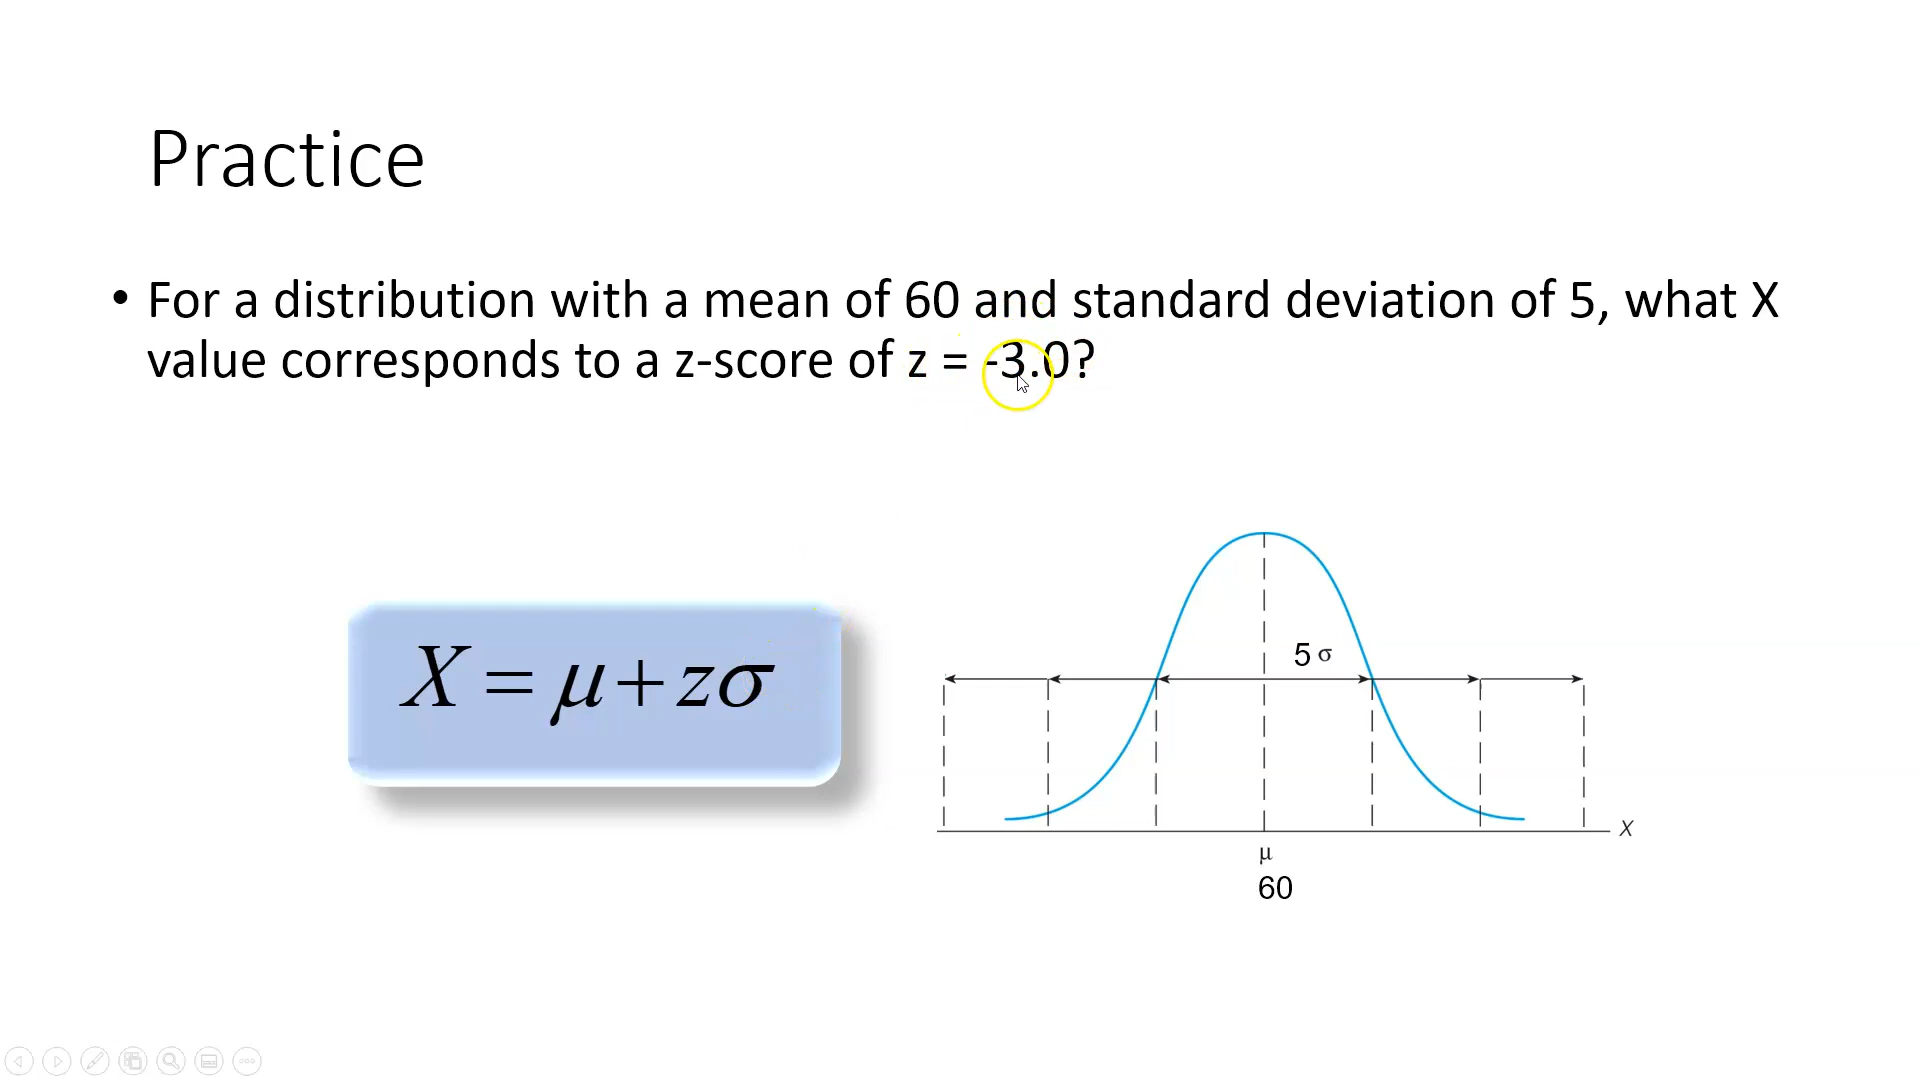 Practice
• For a distribution with a mean of 60 and standard deviation of 5, what X
value corresponds to a z-score of z = -3.0?
X = μ + zσ
5 σ
X
μ
60